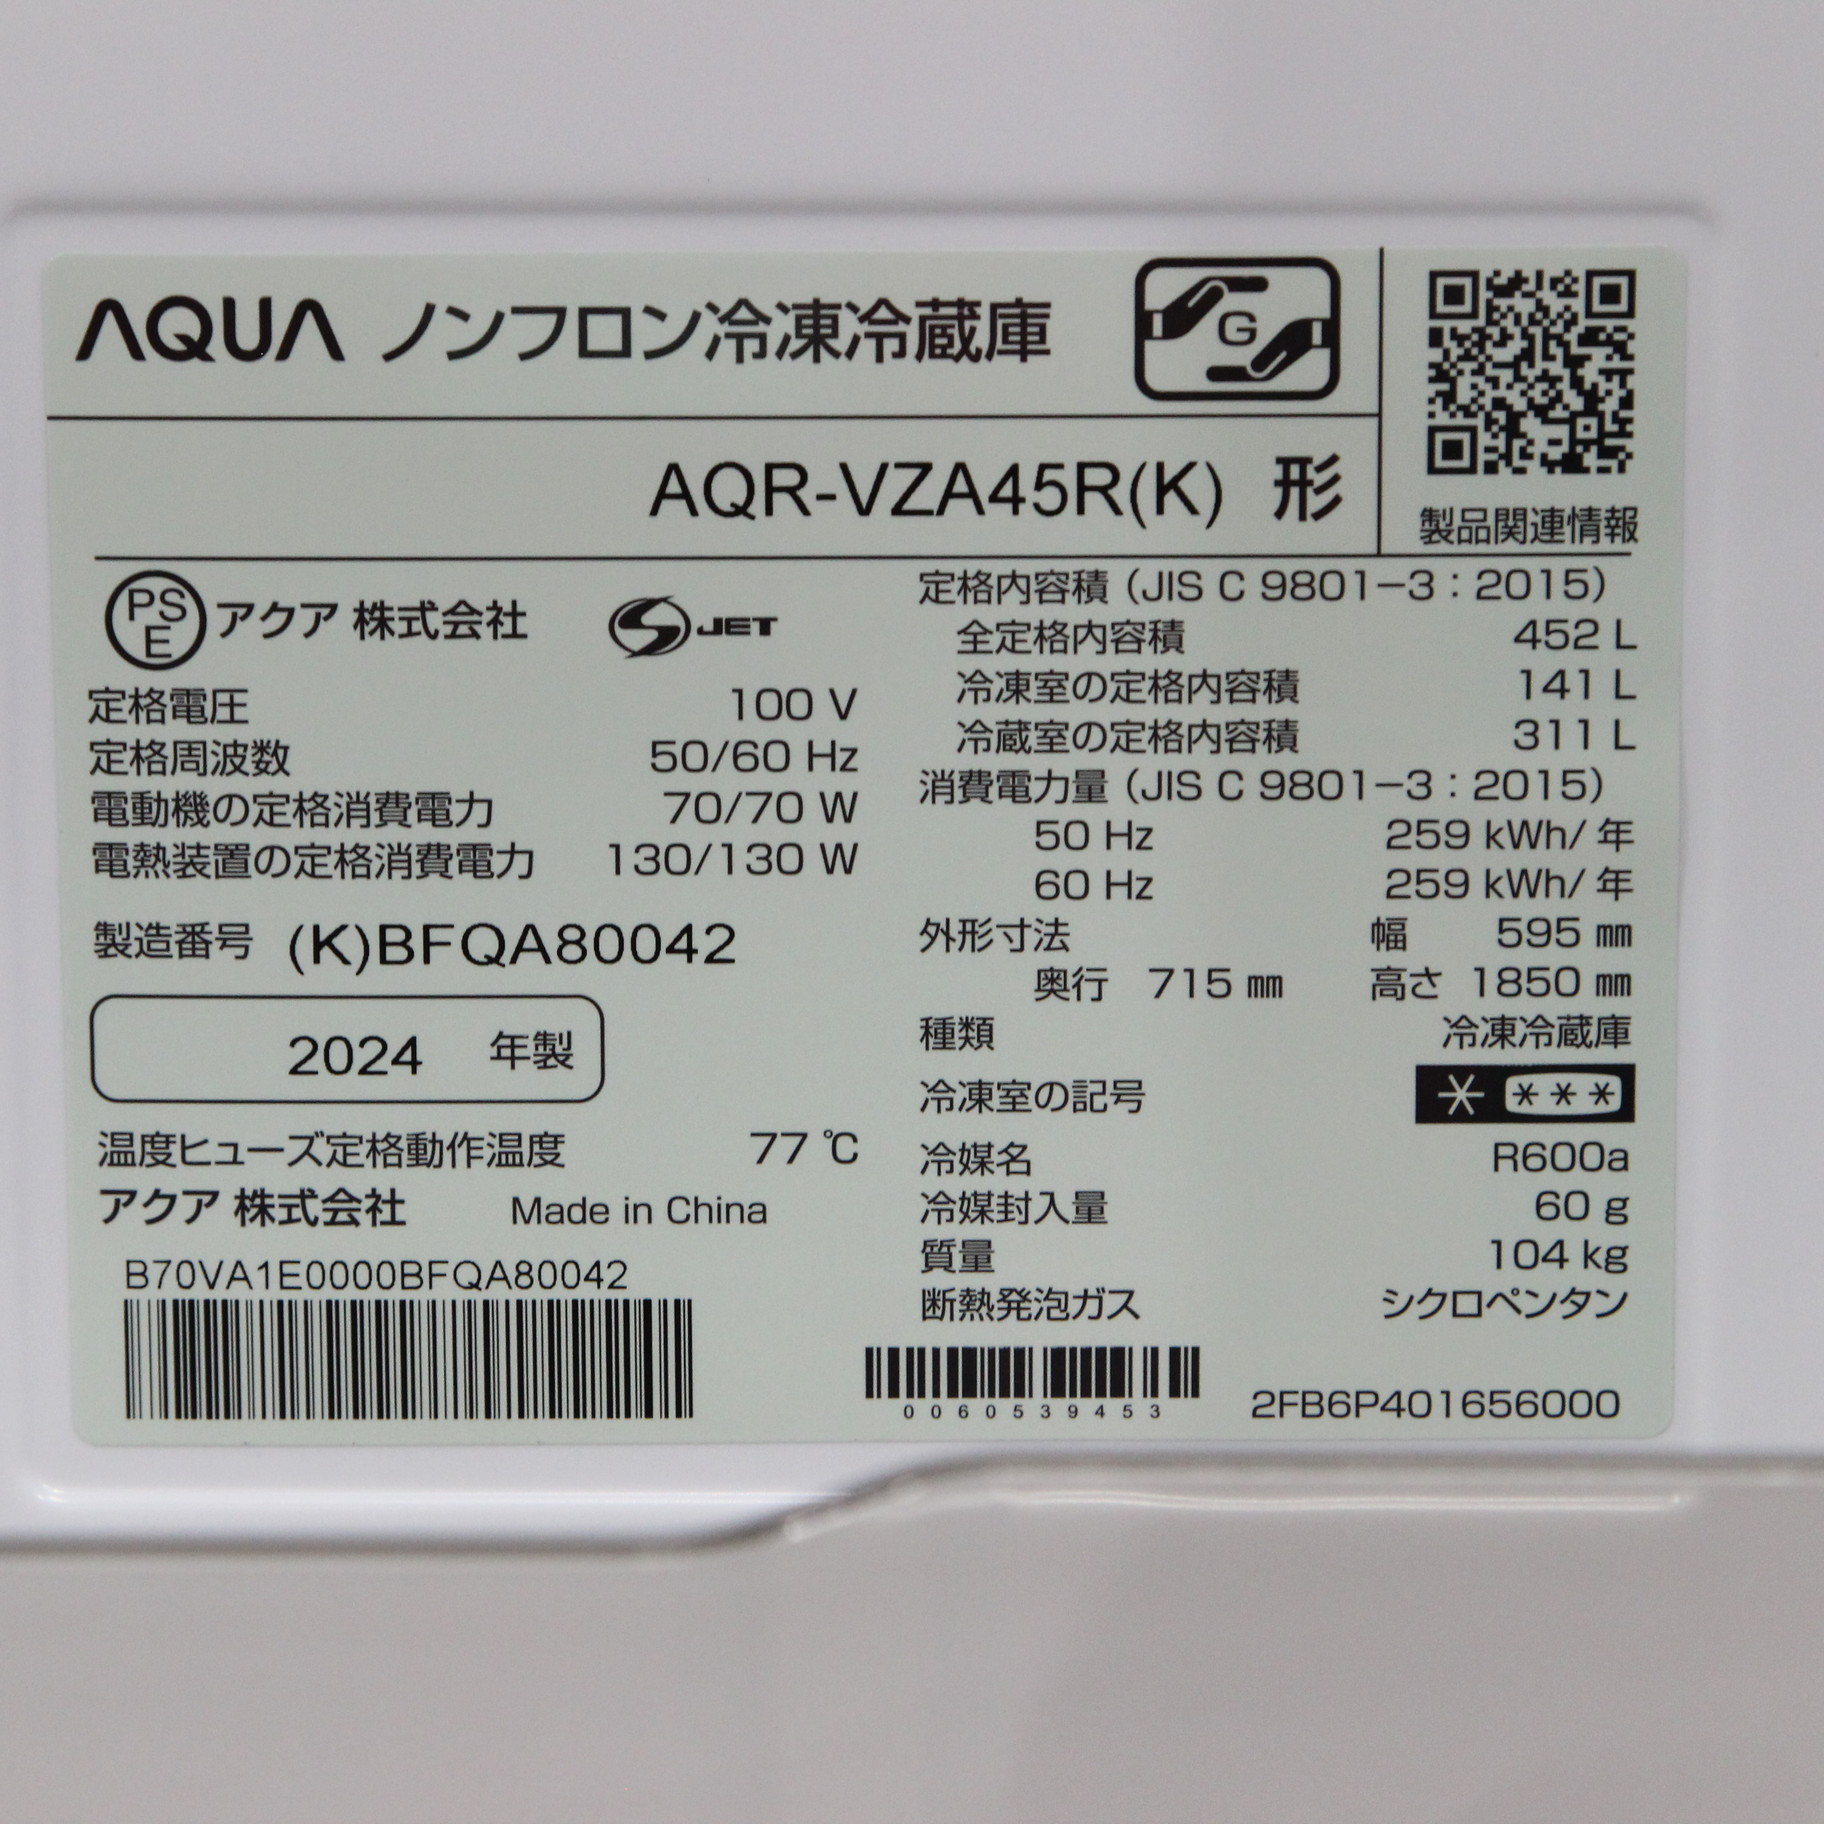 AQUA ノンフロン冷凍冷蔵庫
G
AQR-VZA45R(K) 形
製品関連情報
PS
E
アクア 株式会社
S JET
定格電圧 100 V
定格周波数 50/60 Hz
電動機の定格消費電力 70/70 W
電熱装置の定格消費電力 130/130 W
製造番号 (K)BFQA80042
2024 年製
温度ヒューズ定格動作温度 77 ℃
アクア 株式会社 Made in China
B70VA1E0000BFQA80042
定格内容積(JIS C 9801−3:2015)
全定格内容積 452 L
冷凍室の定格内容積 141 L
冷蔵室の定格内容積 311 L
消費電力量(JIS C 9801−3:2015)
50 Hz 259 kWh/年
60 Hz 259 kWh/年
外形寸法 幅 595 ㎜
奥行 715 ㎜ 高さ 1850 ㎜
種類 冷凍冷蔵庫
冷凍室の記号 * ***
冷媒名 R600a
冷媒封入量 60 g
質量 104 kg
断熱発泡ガス シクロペンタン
0060539453
2FB6P401656000